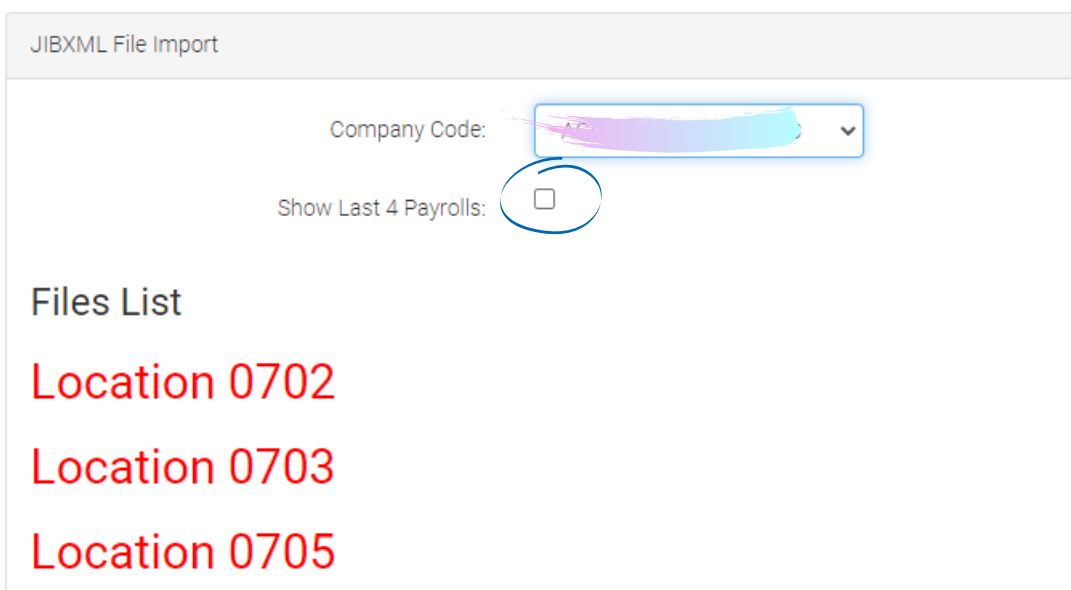 JIBXML File Import
Company Code:
Show Last 4 Payrolls:
Files List
Location 0702
Location 0703
Location 0705